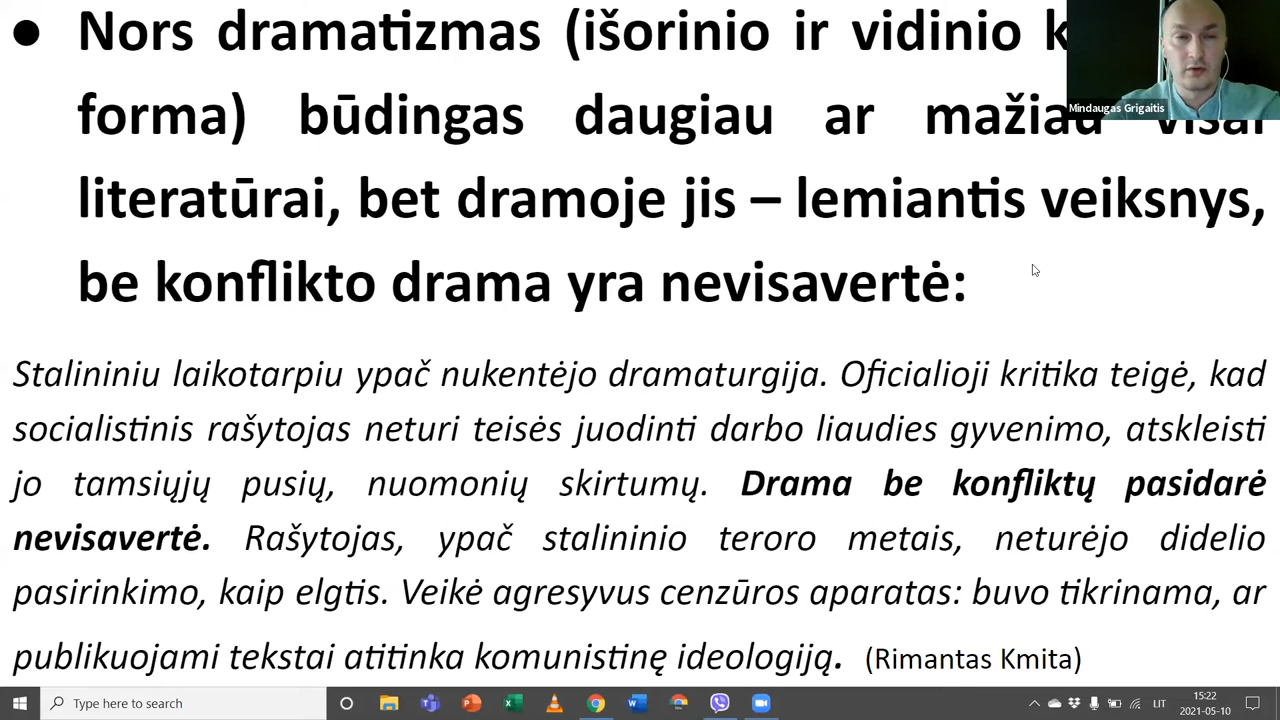 ● Nors dramatizmas (išorinio ir vidinio
forma) būdingas daugiau ar mažiau
literatūrai, bet dramoje jis – lemiantis veiksnys,
be konflikto drama yra nevisavertė:
Mindaugas Grigaitis
Stalininiu laikotarpiu ypač nukentėjo dramaturgija. Oficialioji kritika teigė, kad
socialistinis rašytojas neturi teisės juodinti darbo liaudies gyvenimo, atskleisti
jo tamsiųjų pusių, nuomonių skirtumų. Drama be konfliktų pasidarė
nevisavertė. Rašytojas, ypač stalininio teroro metais, neturėjo didelio
pasirinkimo, kaip elgtis. Veikė agresyvus cenzūros aparatas: buvo tikrinama, ar
publikuojami tekstai atitinka komunistinę ideologiją. (Rimantas Kmita)
Type here to search
LIT
15:22
2021-05-10